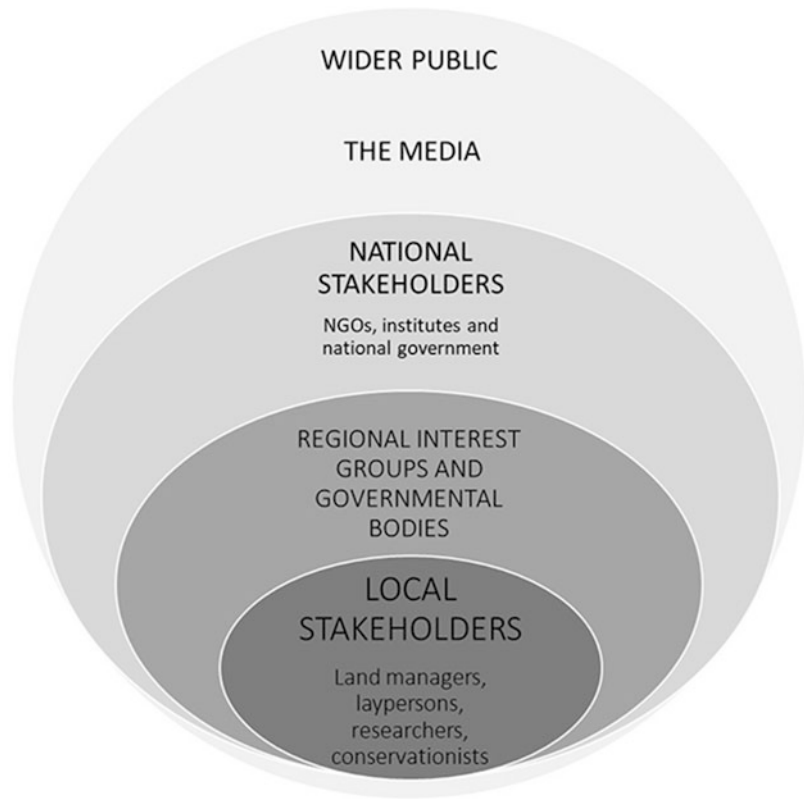 WIDER PUBLIC
THE MEDIA
NATIONAL
STAKEHOLDERS
NGOs, institutes and
national government
REGIONAL INTEREST
GROUPS AND
GOVERNMENTAL
BODIES
LOCAL
STAKEHOLDERS
Land managers,
laypersons,
researchers,
conservationists